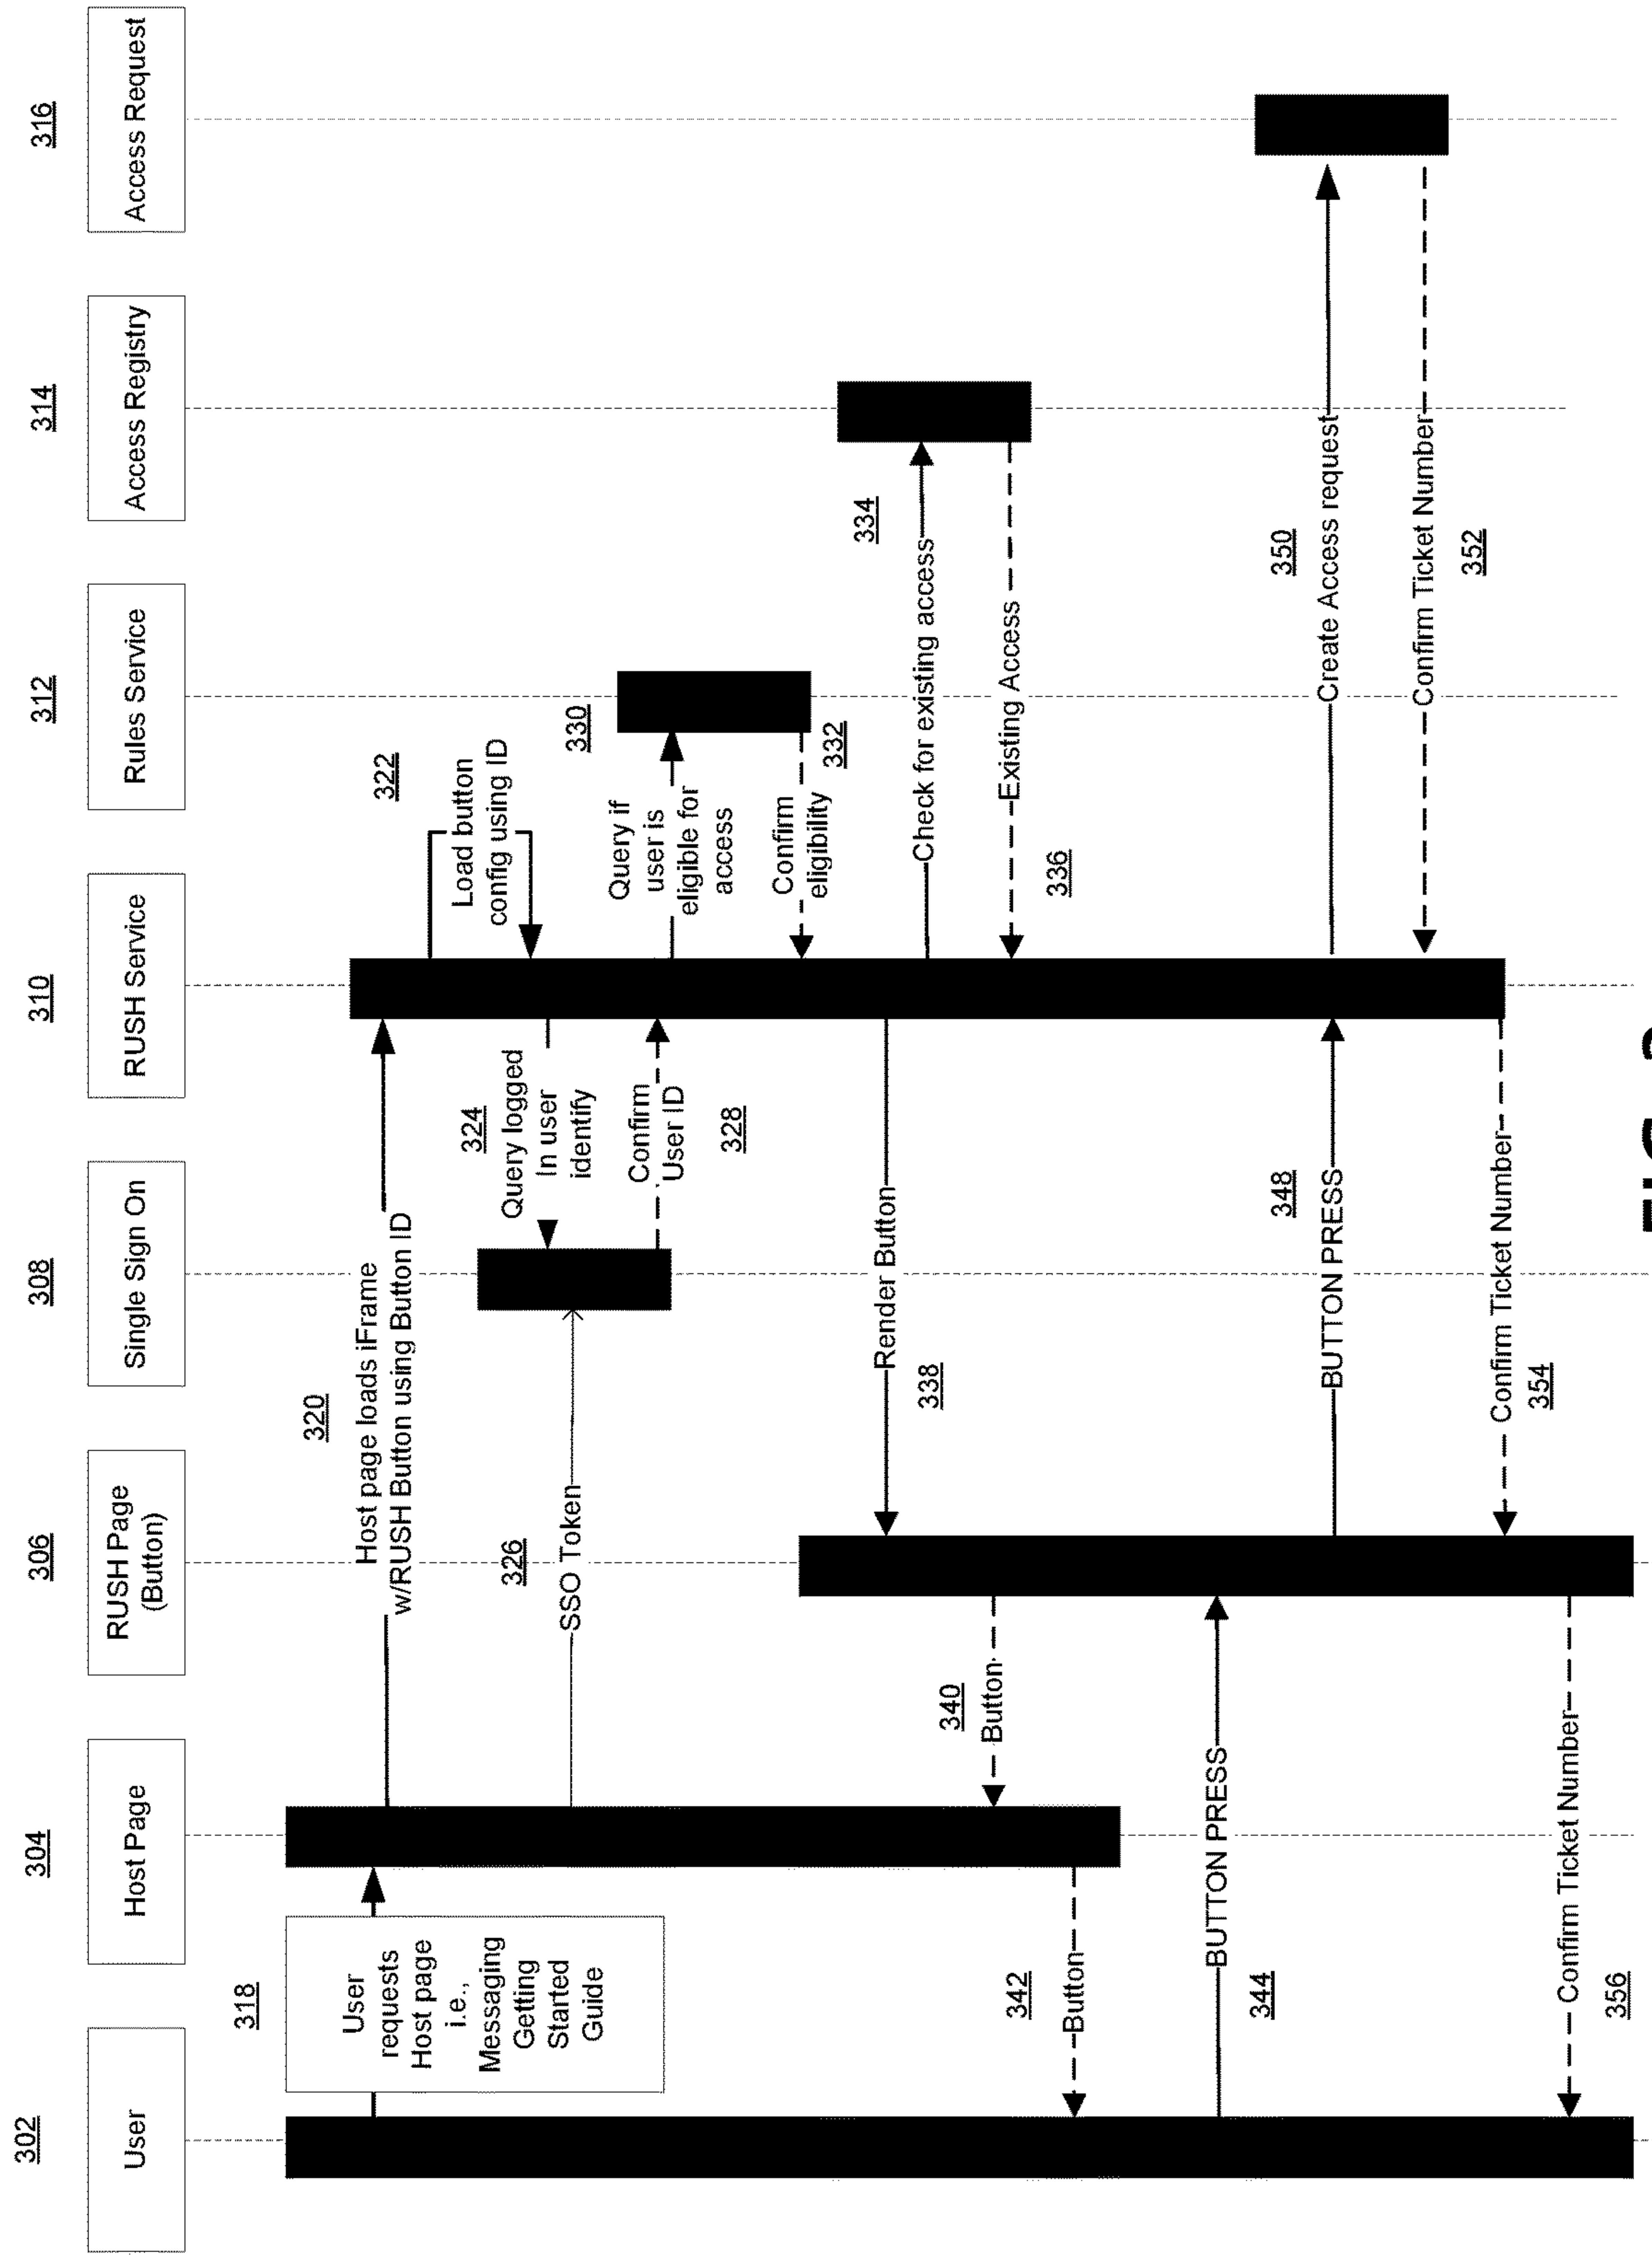 302
User
304
Host Page
306
RUSH Page
(Button)
308
Single Sign On
310
RUSH Service
312
Rules Service
314
Access Registry
316
Access Request
318
User
requests
Host page
i.e.,
Messaging
Getting
Started
Guide
320
Host page loads iFrame
w/RUSH Button using Button ID
322
Load button
config using ID
324
Query logged
In user
identify
326
SSO Token
Confirm
User ID
328
330
Query if
user is
eligible for
access
Confirm
eligibility
332
334
Check for existing access
Existing Access
336
Render Button
338
340
Button
342
Button
BUTTON PRESS
344
348
BUTTON PRESS
350
Create Access request
Confirm Ticket Number
352
Confirm Ticket Number
354
Confirm Ticket Number
356